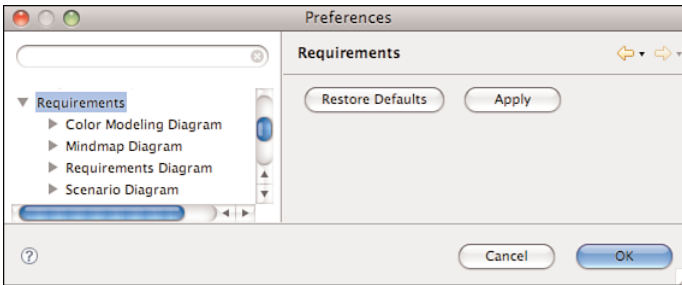 Preferences
Requirements
Requirements
Color Modeling Diagram
Mindmap Diagram
Requirements Diagram
Scenario Diagram
Restore Defaults Apply
? Cancel OK